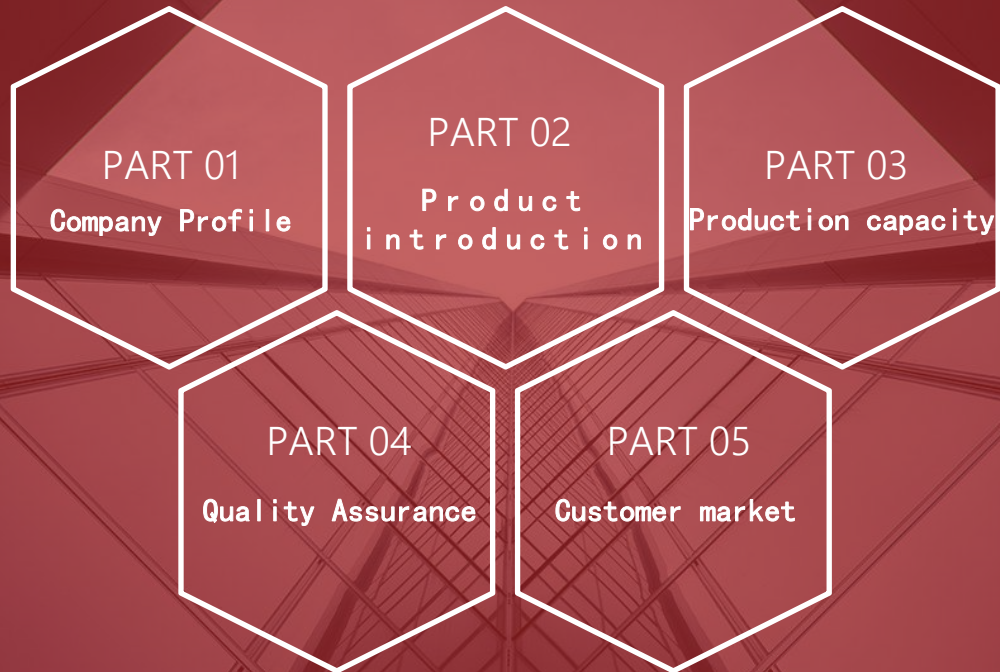 PART 01
Company Profile
PART 02
Product
introduction
PART 03
Production capacity
PART 04
Quality Assurance
PART 05
Customer market